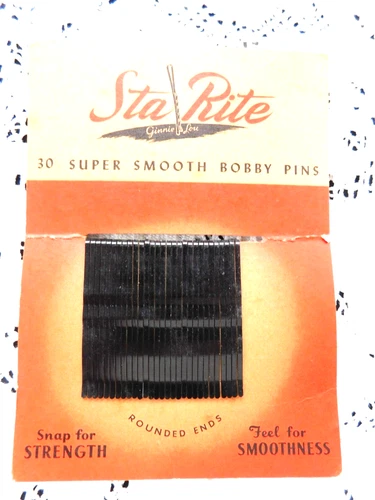 Sta Rite
Ginnie Lou
30 SUPER SMOOTH BOBBY PINS
ROUNDED ENDS
Snap for
STRENGTH
Feel for
SMOOTHNESS